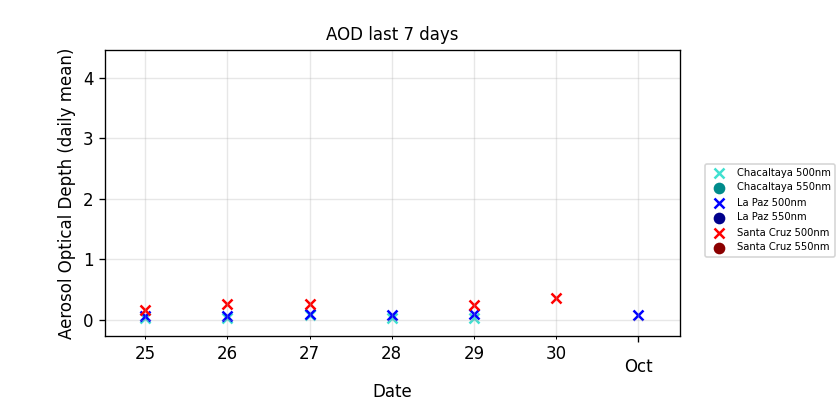 AOD last 7 days
Aerosol Optical Depth (daily mean)
4
3
2
1
0
25 26 27 28 29 30
Oct
Date
Chacaltaya 500nm
Chacaltaya 550nm
La Paz 500nm
La Paz 550nm
Santa Cruz 500nm
Santa Cruz 550nm